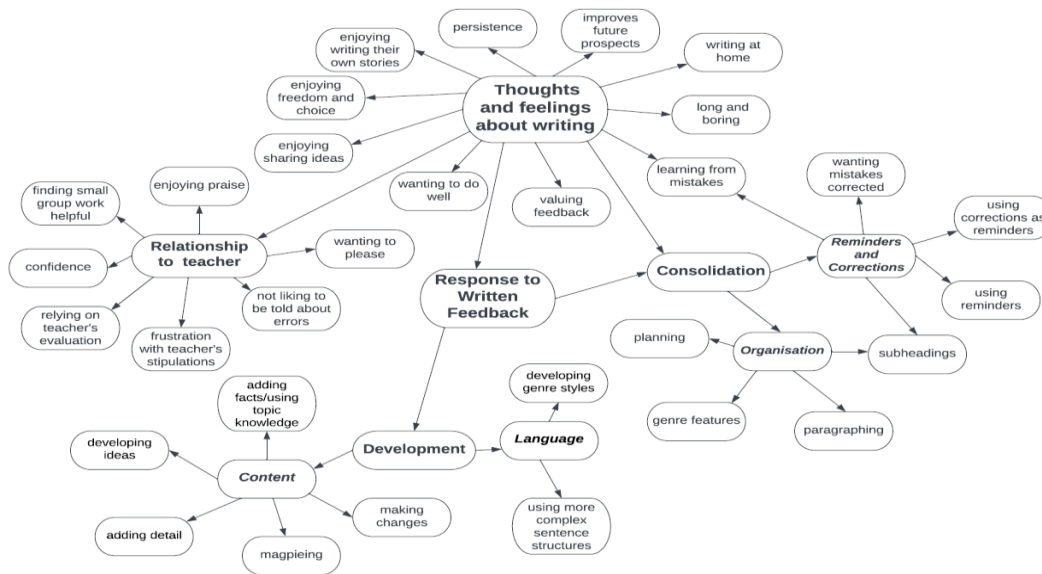 enjoying
writing their
own stories
persistence
improves
future
prospects
writing at
home
enjoying
freedom and
choice
Thoughts
and feelings
about writing
long and
boring
enjoying
sharing ideas
wanting to do
well
valuing
feedback
learning from
mistakes
wanting
mistakes
corrected
finding small
group work
helpful
enjoying praise
using
corrections as
reminders
Relationship
to teacher
wanting to
please
Reminders
and
Corrections
confidence
Response to
Written
Feedback
Consolidation
using
reminders
relying on
teacher's
evaluation
frustration
with teacher's
stipulations
not liking to
be told about
errors
planning
Organisation
subheadings
adding
facts/using
topic
knowledge
developing
genre styles
genre features
paragraphing
developing
ideas
Development
Language
Content
adding detail
magpieing
making
changes
using more
complex
sentence
structures